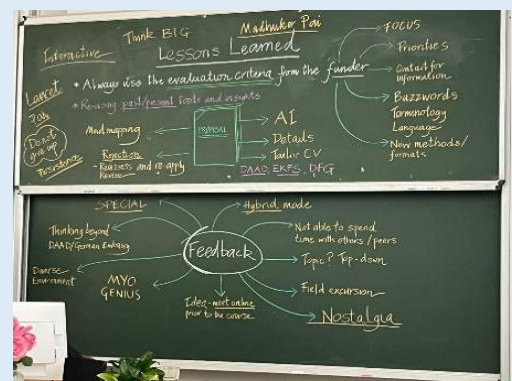 Think BIG
Madhukar Pai
Interactive
Lessons Learned
• Always use the evaluation criteria from the funder
• Re-using past/present tools and insights
FOCUS
Priorities
Contact for
information
Buzzwords
Terminology
Language
New methods/
formats
Lancet
Don't
give up
Persistence
Mind mapping
Rejection
- Reassess and re-apply
PROPOSAL
AI
Details
Tailor CV
DAAD, EKFS, DFG
SPECIAL
Hybrid mode
Thinking beyond
DAAD/German Embassy
Feedback
Not able to spend
time with others/peers
Diverse
Environment
Topic? Top-down
MYO
GENIUS
Idea-meet online
prior to the course
Field excursion
Nostalgia